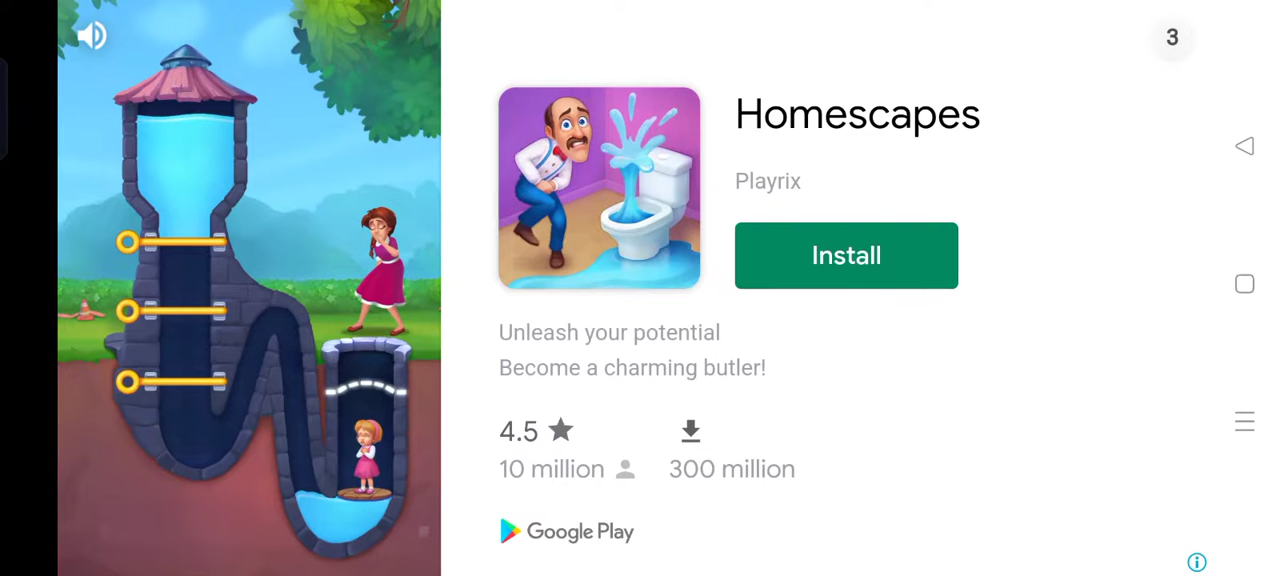 3
Homescapes
Playrix
Install
Unleash your potential
Become a charming butler!
4.5
10 million
300 million
Google Play